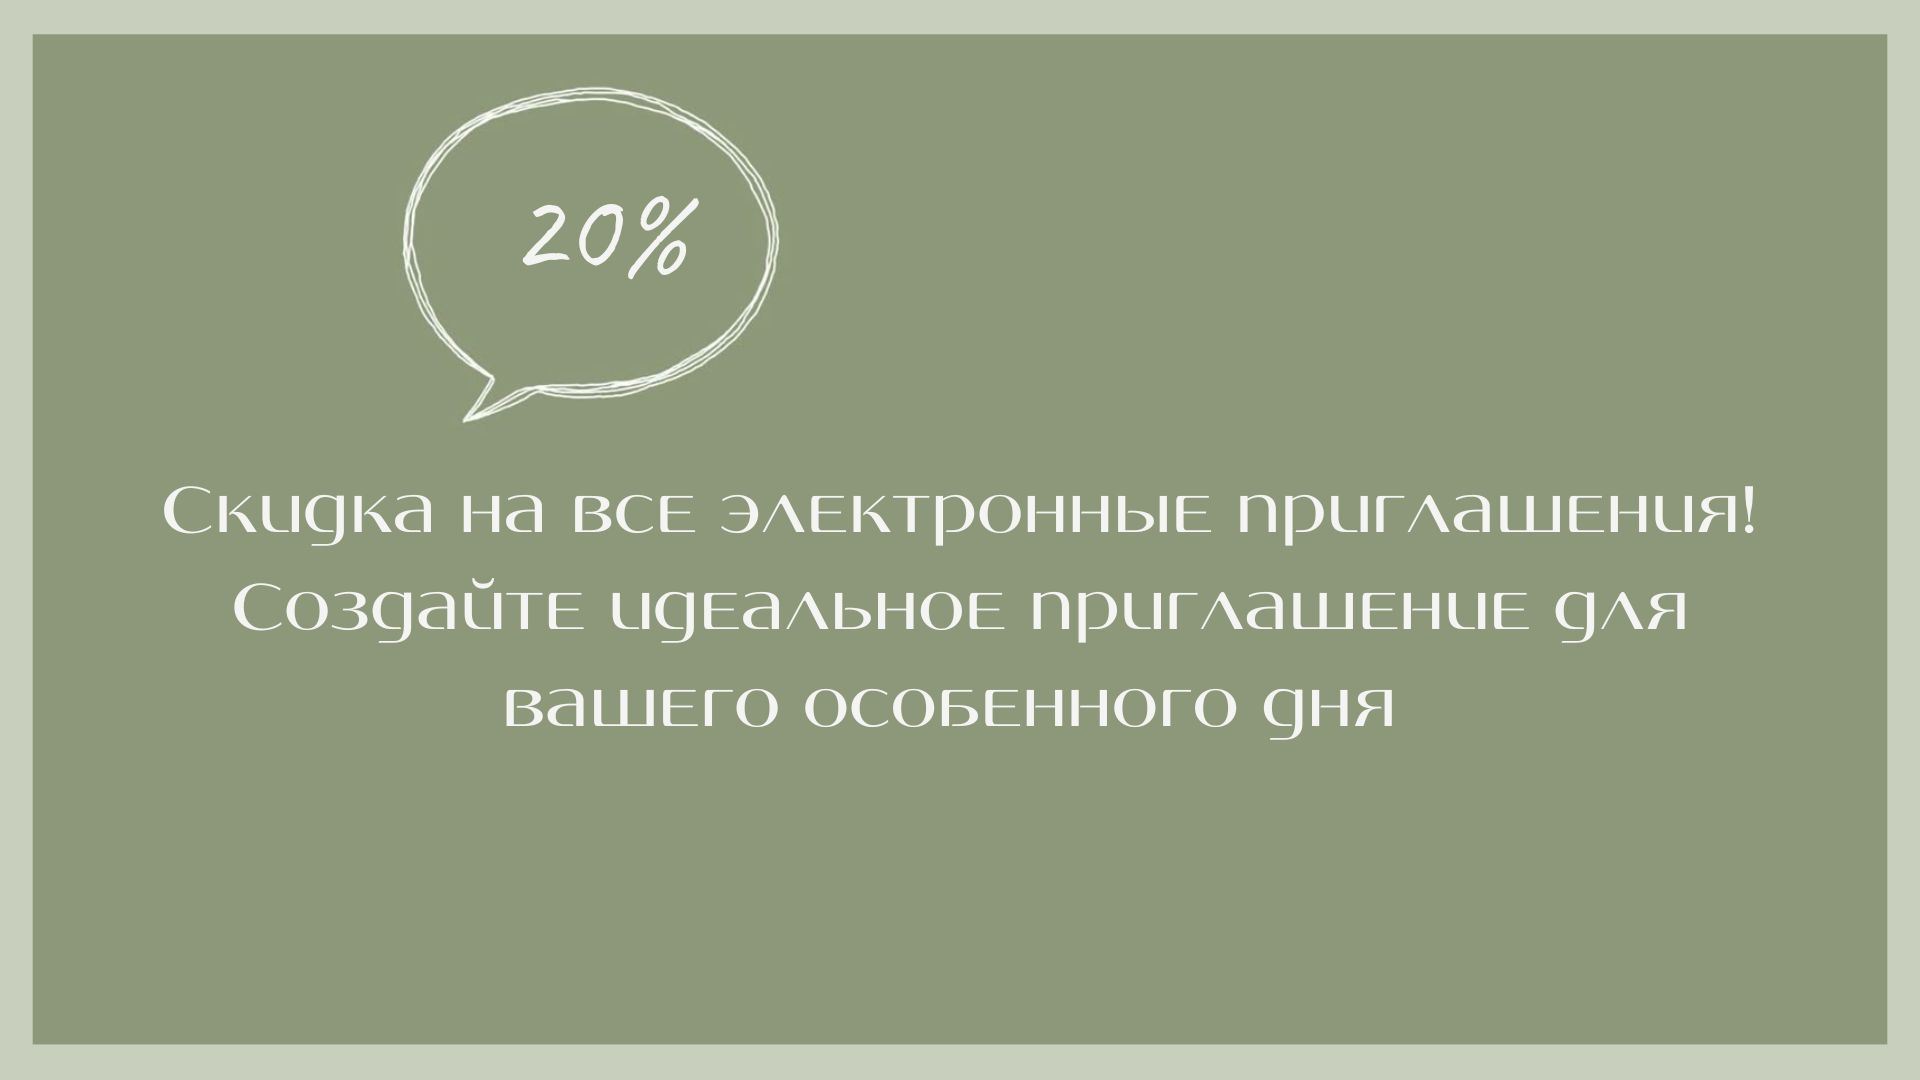 20%
Скидка на все электронные приглашения!
Создайте идеальное приглашение для
вашего особенного дня